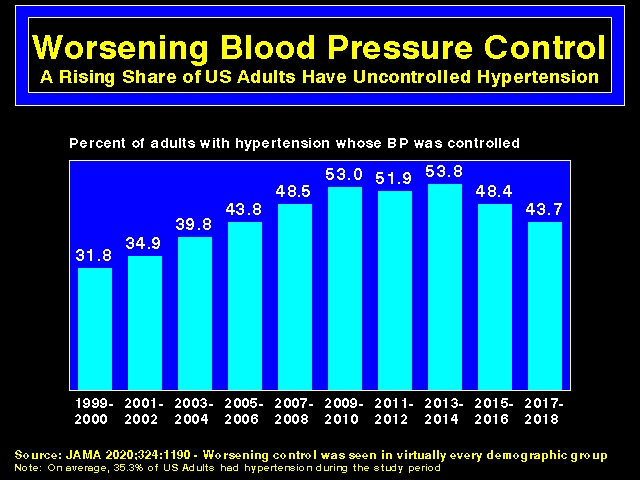 Worsening Blood Pressure Control
A Rising Share of US Adults Have Uncontrolled Hypertension
Percent of adults with hypertension whose BP was controlled
31.8 34.9 39.8 43.8 48.5 53.0 51.9 53.8 48.4 43.7
1999- 2001- 2003- 2005- 2007- 2009- 2011- 2013- 2015- 2017-
2000 2002 2004 2006 2008 2010 2012 2014 2016 2018
Source: JAMA 2020;324:1190 - Worsening control was seen in virtually every demographic group
Note: On average, 35.3% of US Adults had hypertension during the study period